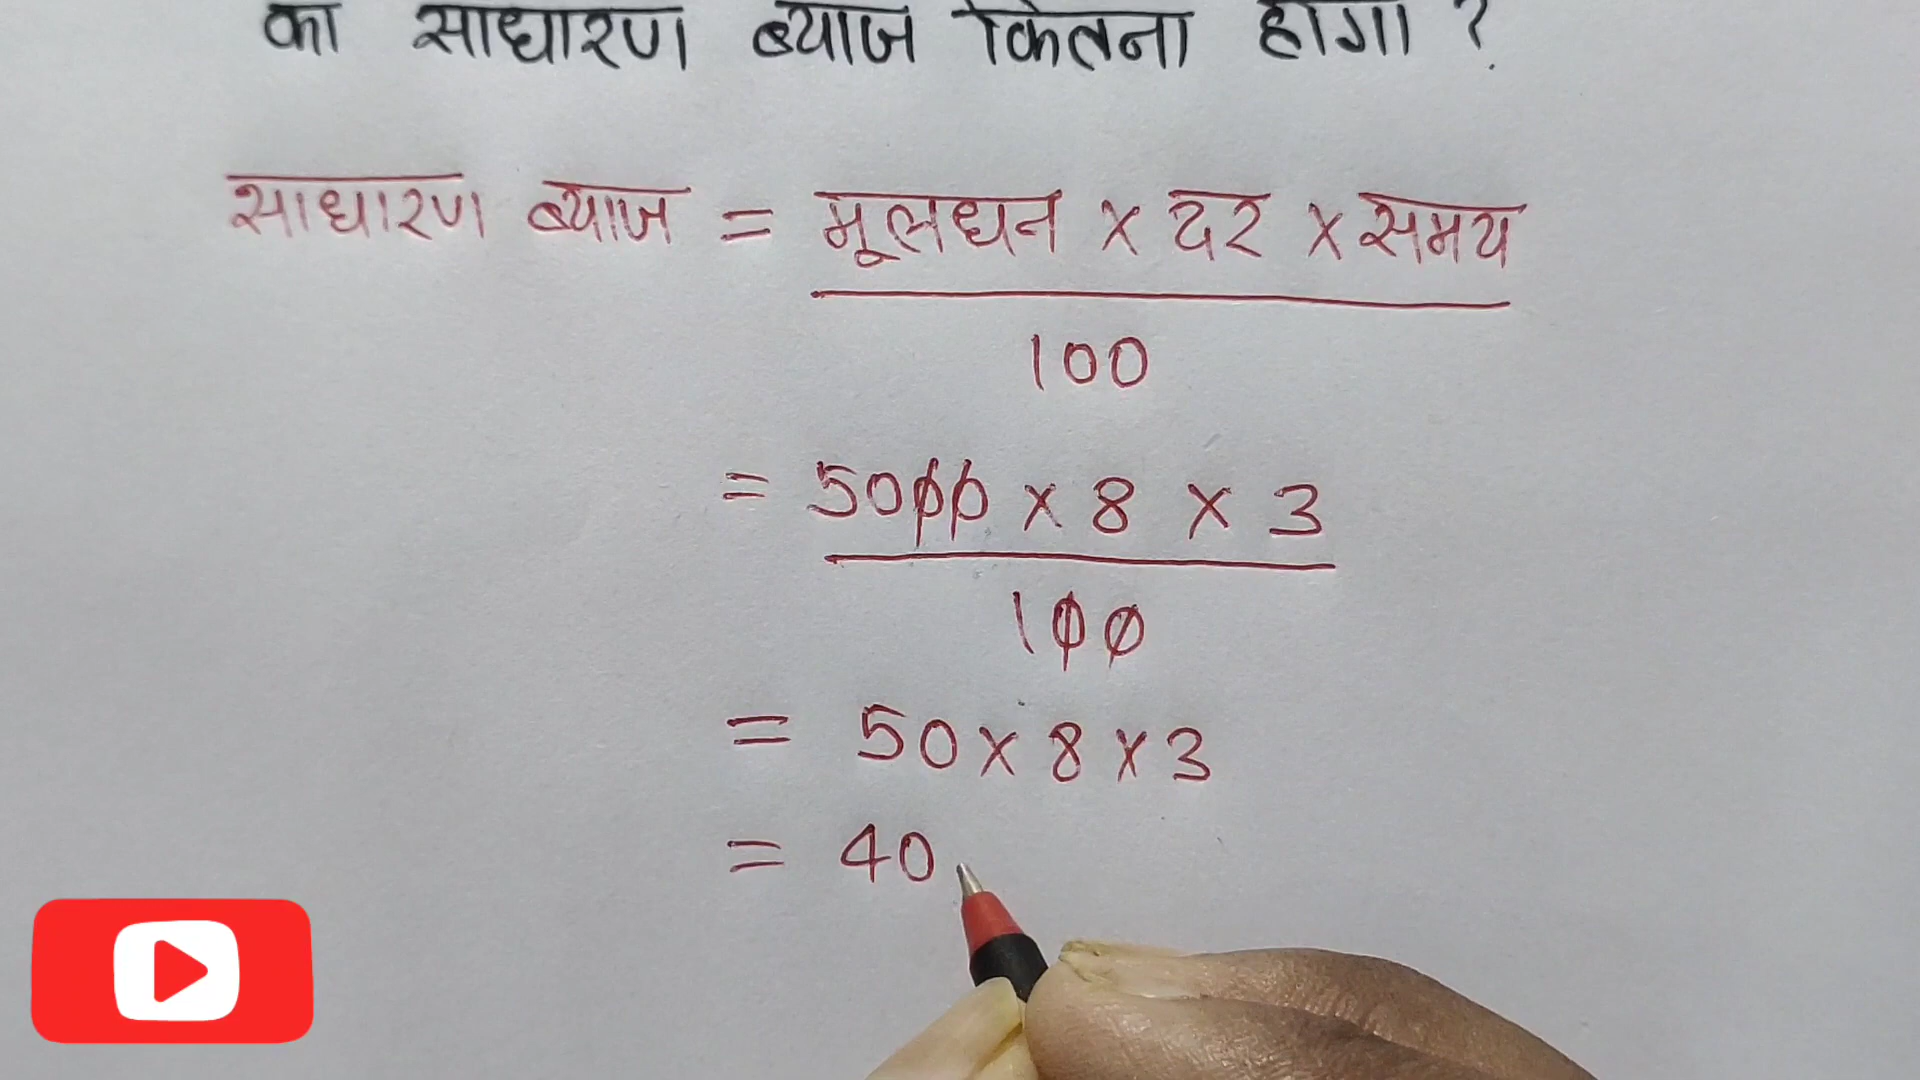 का साधारण ब्याज कितना होगा ?
साधारण ब्याज = मूलधन x दर x समय
100
= 5000 x 8 x 3
100
= 50 x 8 x 3
= 40